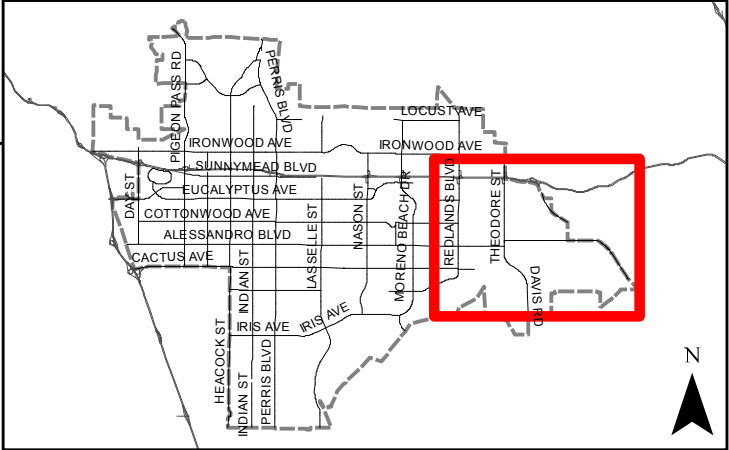 PIGEON PASS RD
PERRIS BLVD
LOCUST AVE
IRONWOOD AVE
IRONWOOD AVE
SUNNYMEAD BLVD
DAY ST
EUCALYPTUS AVE
COTTONWOOD AVE
ALESSANDRO BLVD
CACTUS AVE
LASSELLE ST
NASON ST
MORENO BEACH DR
REDLANDS BLVD
THEODORE ST
INDIAN ST
DAVIS RD
IRIS AVE
IRIS AVE
HEACOCK ST
INDIAN ST
PERRIS BLVD
N